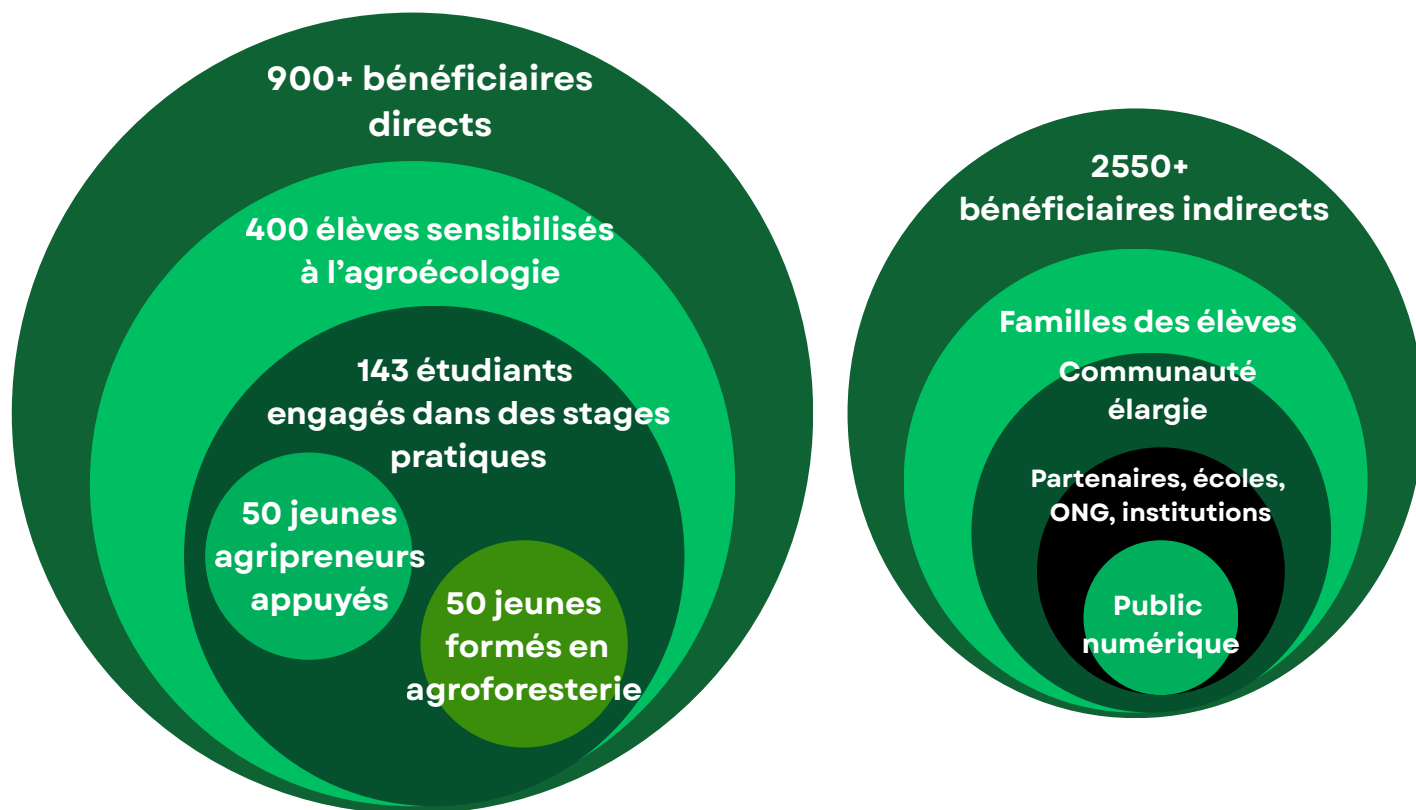 900+ bénéficiaires
directs
400 élèves sensibilisés
à l’agroécologie
143 étudiants
engagés dans des stages
pratiques
50 jeunes
agripreneurs
appuyés
50 jeunes
formés en
agroforesterie
2550+
bénéficiaires indirects
Familles des élèves
Communauté
élargie
Partenaires, écoles,
ONG, institutions
Public
numérique